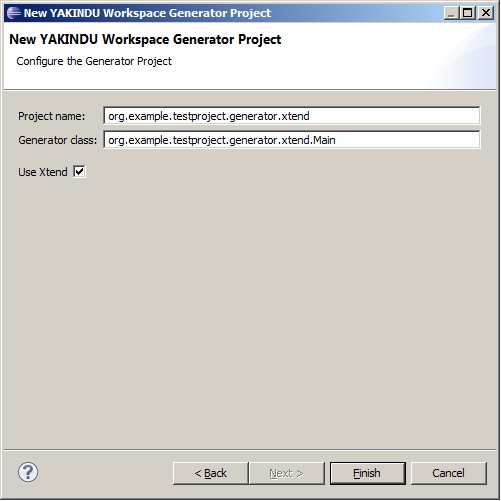 New YAKINDU Workspace Generator Project
New YAKINDU Workspace Generator Project
Configure the Generator Project
Project name: org.example.testproject.generator.xtend
Generator class: org.example.testproject.generator.xtend.Main
Use Xtend
? < Back Next > Finish Cancel